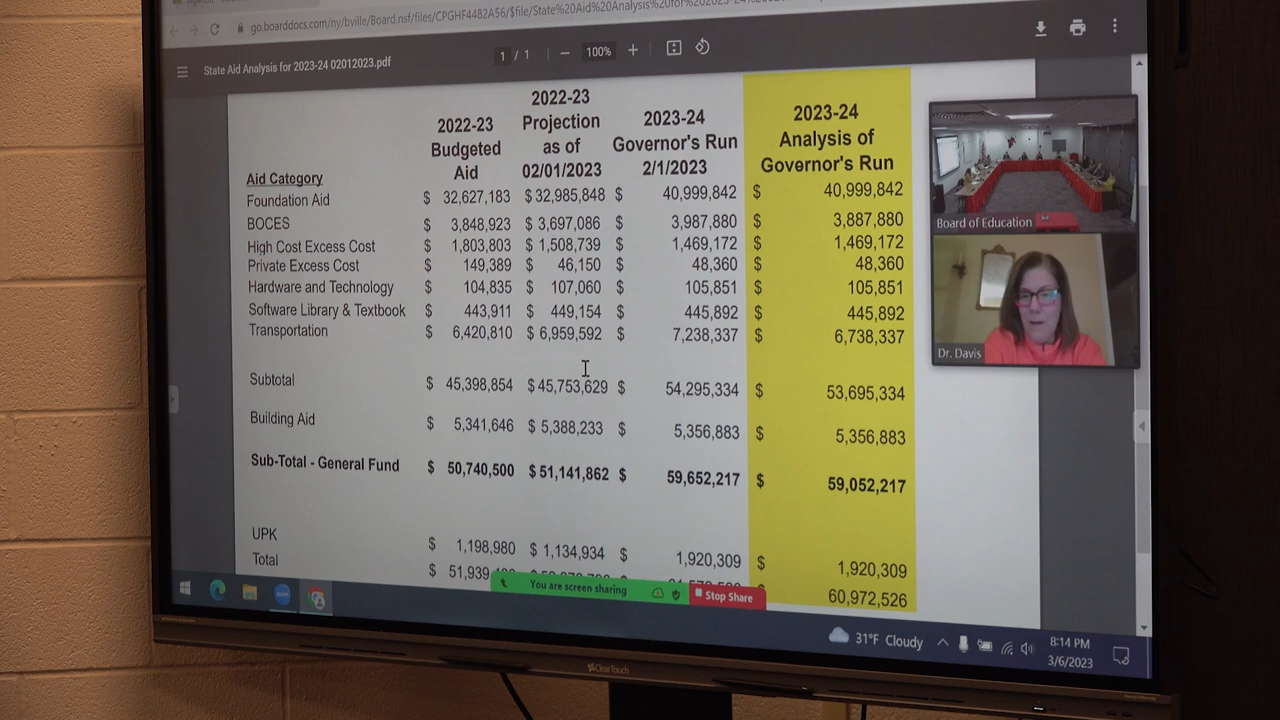 go.boarddocs.com/ny/bville/Board.nsf/files/CPGHF4482A56/$file/State%20Aid%20Analysis%20for%202023-24%20
State Aid Analysis for 2023-24 02012023.pdf
1 / 1
100%
Aid Category 2022-23 Budgeted Aid 2022-23 Projection as of 02/01/2023 2023-24 Governor's Run 2/1/2023 2023-24 Analysis of Governor's Run
Foundation Aid $ 32,627,183 $ 32,985,848 $ 40,999,842 $ 40,999,842
BOCES $ 3,848,923 $ 3,697,086 $ 3,987,880 $ 3,887,880
High Cost Excess Cost $ 1,803,803 $ 1,508,739 $ 1,469,172 $ 1,469,172
Private Excess Cost $ 149,389 $ 46,150 $ 48,360 $ 48,360
Hardware and Technology $ 104,835 $ 107,060 $ 105,851 $ 105,851
Software Library & Textbook $ 443,911 $ 449,154 $ 445,892 $ 445,892
Transportation $ 6,420,810 $ 6,959,592 $ 7,238,337 $ 6,738,337
Subtotal $ 45,398,854 $ 45,753,629 $ 54,295,334 $ 53,695,334
Building Aid $ 5,341,646 $ 5,388,233 $ 5,356,883 $ 5,356,883
Sub-Total - General Fund $ 50,740,500 $ 51,141,862 $ 59,652,217 $ 59,052,217
UPK $ 1,198,980 $ 1,134,934 $ 1,920,309 $ 1,920,309
Total $ 51,939 $ 60,972,526
Board of Education
Dr. Davis
You are screen sharing
Stop Share
31°F Cloudy
8:14 PM
3/6/2023
ClearTouch